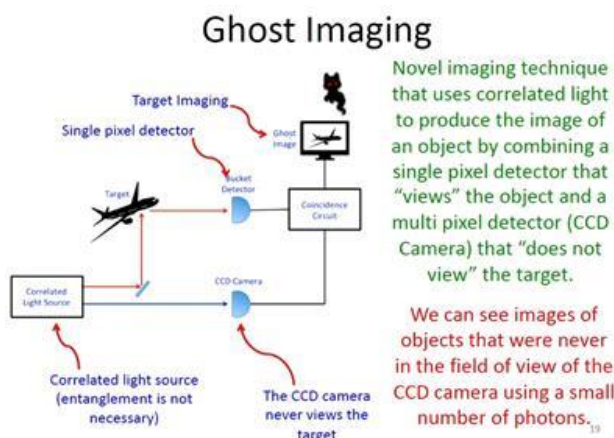 Ghost Imaging
Target Imaging
Single pixel detector
Ghost
Image
Target
Bucket
Detector
Coincidence
Circuit
Correlated
Light Source
CCD Camera
Correlated light source
(entanglement is not
necessary)
The CCD camera
never views the
target
Novel imaging technique
that uses correlated light
to produce the image of
an object by combining a
single pixel detector that
“views” the object and a
multi pixel detector (CCD
Camera) that “does not
view” the target.
We can see images of
objects that were never
in the field of view of the
CCD camera using a small
number of photons.
19